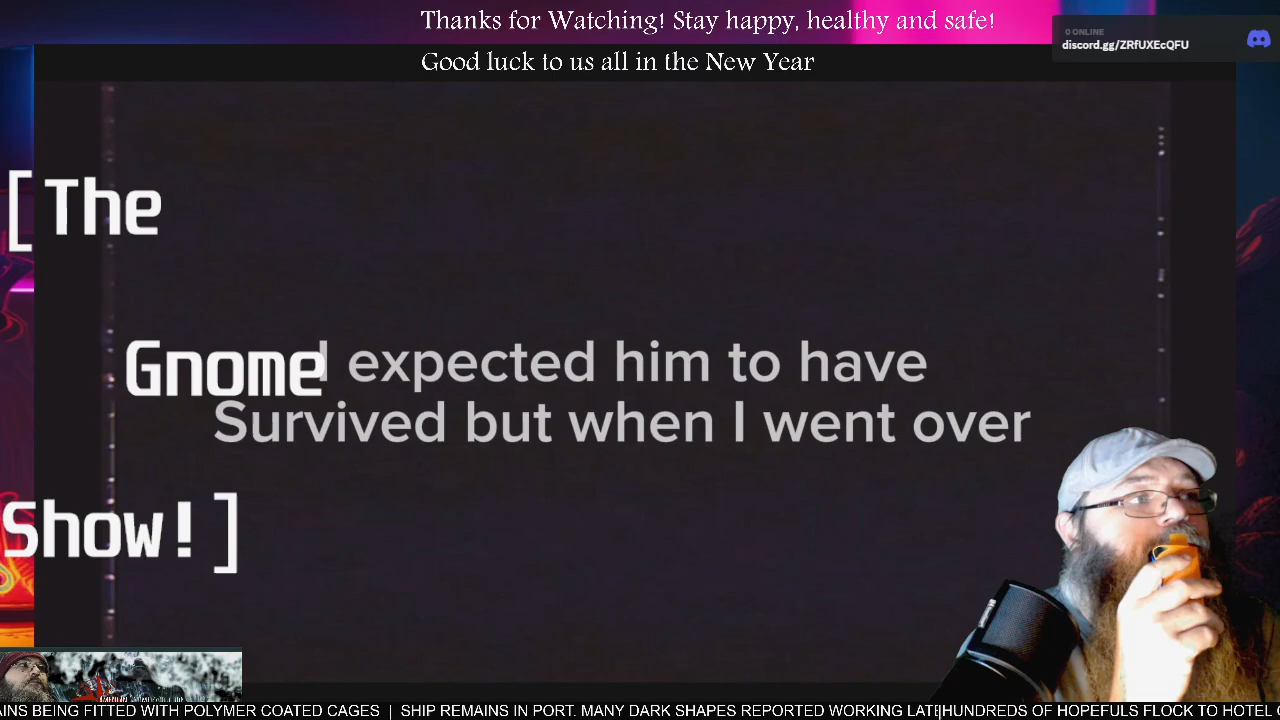 Thanks for Watching! Stay happy, healthy and safe!
0 ONLINE
discord.gg/ZRfUXEcQFU
Good luck to us all in the New Year
[The
Gnome
I expected him to have
Survived but when I went over
Show!]
AINS BEING FITTED WITH POLYMER COATED CAGES | SHIP REMAINS IN PORT. MANY DARK SHAPES REPORTED WORKING LATE|HUNDREDS OF HOPEFULS FLOCK TO HOTEL